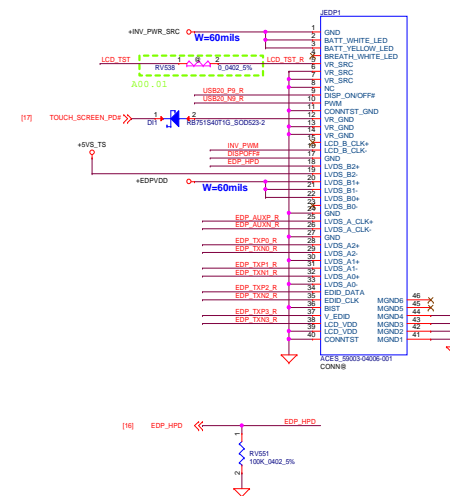 JEDP1
+INV_PWR_SRC
W=60mils
1 GND
2 BATT_WHITE_LED
3 BATT_YELLOW_LED
4 BREATH_WHITE_LED
LCD_TST 1 @ 2 LCD_TST_R 5 VR_SRC
RV538 0_0402_5%
6 VR_SRC
7 VR_SRC
A00.01
8 NC
USB20_P9_R 9 DISP_ON/OFF#
USB20_N9_R 10 PWM
11 CONNTST_GND
[17] TOUCH_SCREEN_PD# 1 2 12 VR_GND
DI1 RB751S40T1G_SOD523-2
13 VR_GND
14 VR_GND
15 LCD_B_CLK+
+5VS_TS
INV_PWM 16 LCD_B_CLK-
DISPOFF# 17 GND
EDP_HPD 18 LVDS_B2+
19 LVDS_B2-
+EDPVDD
W=60mils
20 LVDS_B1+
21 LVDS_B1-
22 LVDS_B0+
23 LVDS_B0-
24 GND
EDP_AUXP_R 25 LVDS_A_CLK+
EDP_AUXN_R 26 LVDS_A_CLK-
27 GND
EDP_TXP0_R 28 LVDS_A2+
EDP_TXN0_R 29 LVDS_A2-
30 LVDS_A1+
EDP_TXP1_R 31 LVDS_A1-
EDP_TXN1_R 32 LVDS_A0+
33 LVDS_A0-
EDP_TXP2_R 34 EDID_DATA
EDP_TXN2_R 35 EDID_CLK MGND6 46
36 BIST MGND5 45
EDP_TXP3_R 37 V_EDID MGND4 44
EDP_TXN3_R 38 LCD_VDD MGND3 43
39 LCD_VDD MGND2 42
40 CONNTST MGND1 41
ACES_59003-04006-001
CONN@
[16] EDP_HPD EDP_HPD
1
RV551
100K_0402_5%
2